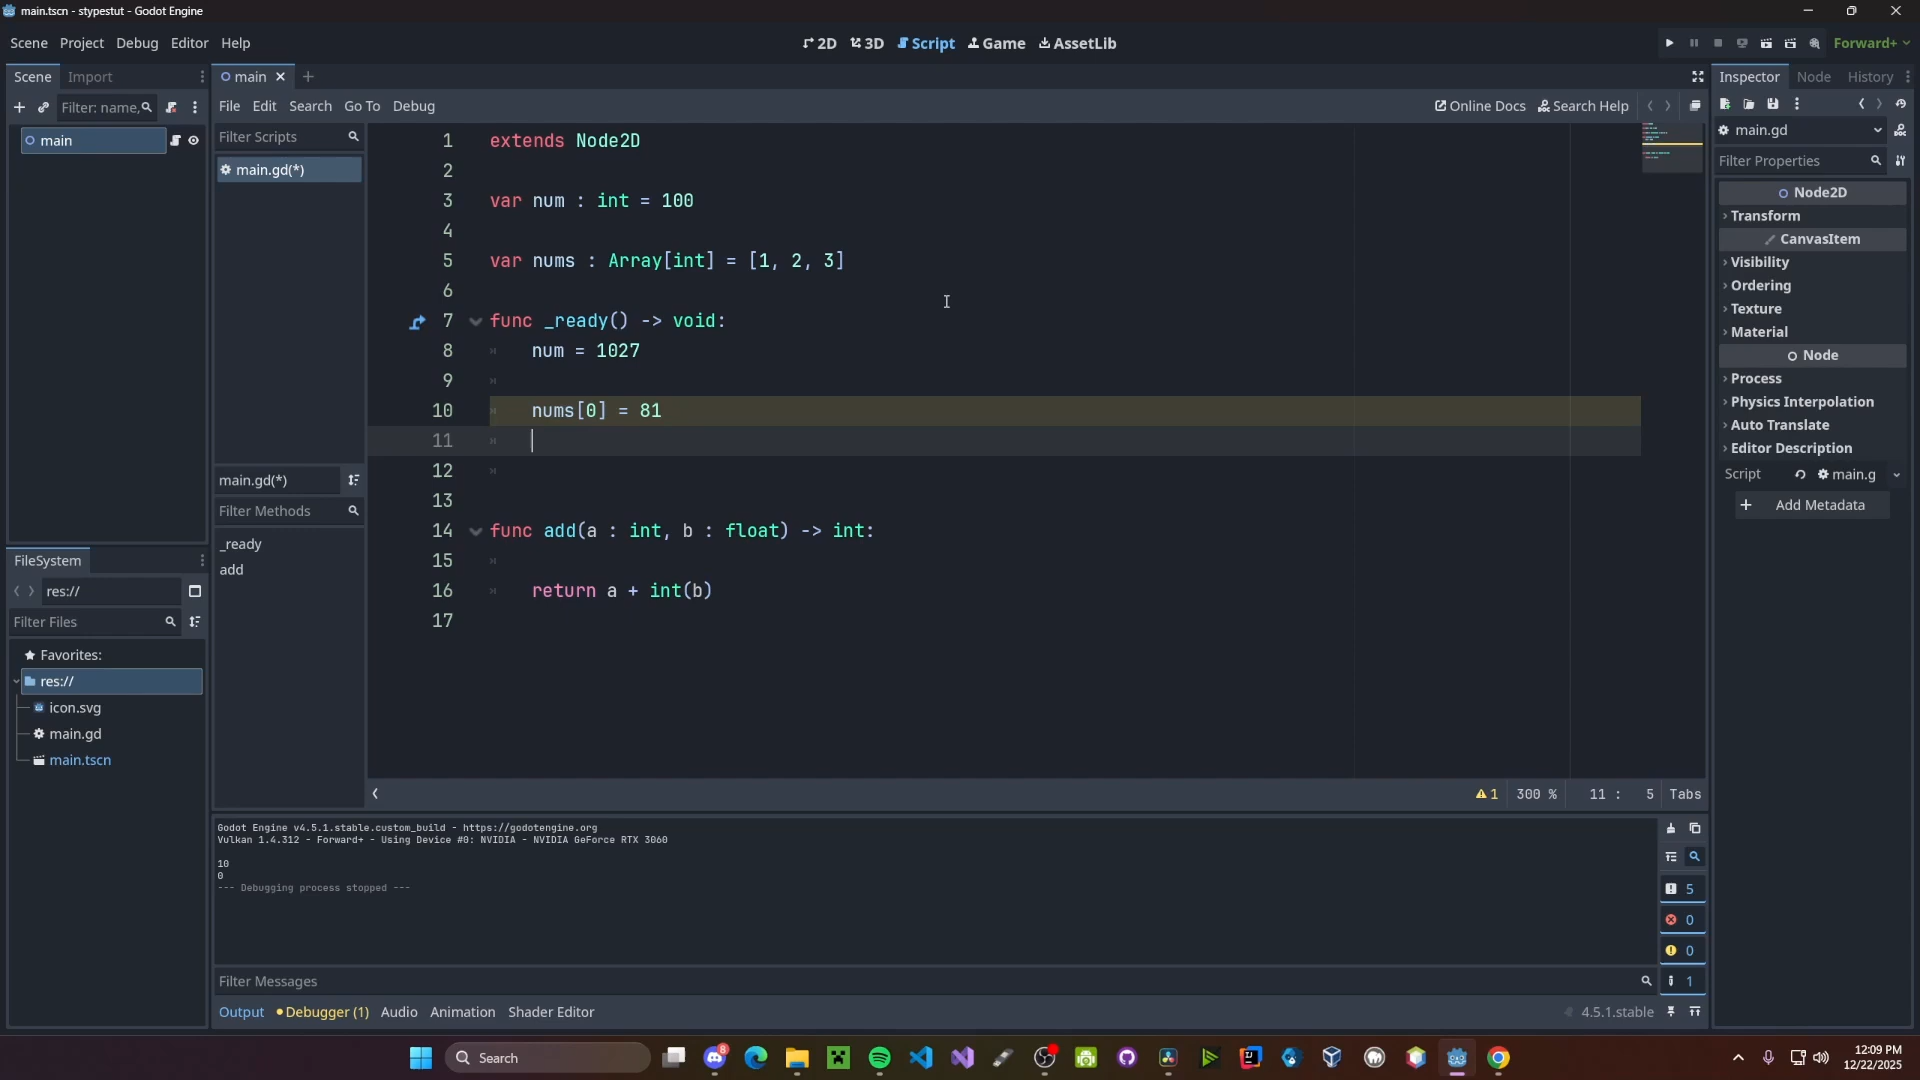 main.tscn - stypestut - Godot Engine
Scene Project Debug Editor Help
2D 3D Script Game AssetLib
Forward+
Scene Import
Filter: name,
main
main
File Edit Search Go To Debug
Online Docs Search Help
Filter Scripts
main.gd(*)
main.gd(*)
Filter Methods
_ready
add
1 extends Node2D
2
3 var num : int = 100
4
5 var nums : Array[int] = [1, 2, 3]
6
7 func _ready() -> void:
8 num = 1027
9
10 nums[0] = 81
11
12
13
14 func add(a : int, b : float) -> int:
15
16 return a + int(b)
17
1 300 % 11 : 5 Tabs
FileSystem
res://
Filter Files
Favorites:
res://
icon.svg
main.gd
main.tscn
Godot Engine v4.5.1.stable.custom_build - https://godotengine.org
Vulkan 1.4.312 - Forward+ - Using Device #0: NVIDIA - NVIDIA GeForce RTX 3060
10
0
--- Debugging process stopped ---
5
0
0
1
Filter Messages
Output Debugger (1) Audio Animation Shader Editor
4.5.1.stable
Inspector Node History
main.gd
Filter Properties
Node2D
Transform
CanvasItem
Visibility
Ordering
Texture
Material
Node
Process
Physics Interpolation
Auto Translate
Editor Description
Script main.g
Add Metadata
Search
8
12:09 PM
12/22/2025